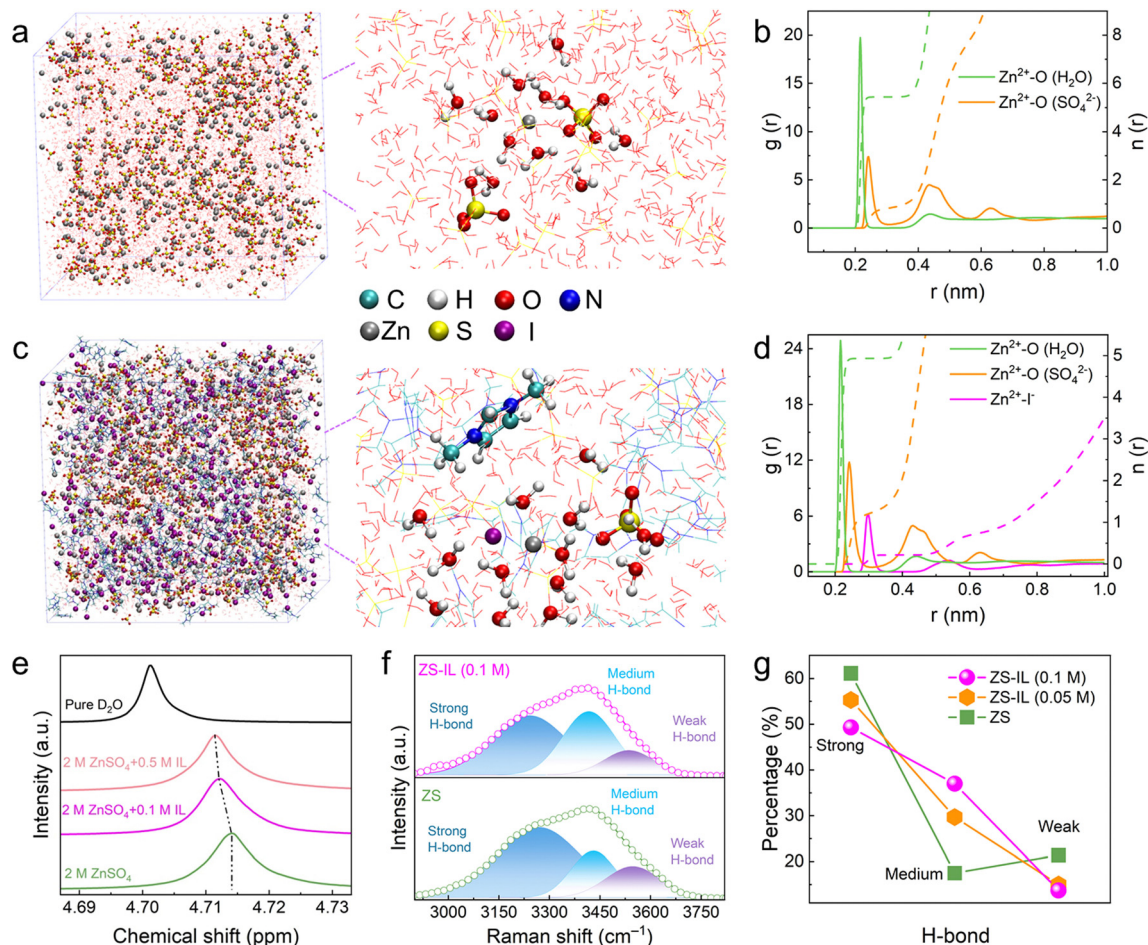 a
b
20
15
10
5
0
g (r)
Zn²⁺-O (H₂O)
Zn²⁺-O (SO₄²⁻)
8
6
4
2
0
n (r)
0.2 0.4 0.6 0.8 1.0
r (nm)
C H O N
Zn S I
c
d
24
18
12
6
0
g (r)
Zn²⁺-O (H₂O)
Zn²⁺-O (SO₄²⁻)
Zn²⁺-I⁻
5
4
3
2
1
0
n (r)
0.2 0.4 0.6 0.8 1.0
r (nm)
e
Intensity (a.u.)
Pure D₂O
2 M ZnSO₄+0.5 M IL
2 M ZnSO₄+0.1 M IL
2 M ZnSO₄
4.69 4.70 4.71 4.72 4.73
Chemical shift (ppm)
f
Intensity (a.u.)
ZS-IL (0.1 M)
Strong
H-bond
Medium
H-bond
Weak
H-bond
ZS
Strong
H-bond
Medium
H-bond
Weak
H-bond
3000 3150 3300 3450 3600 3750
Raman shift (cm⁻¹)
g
Percentage (%)
60
50
40
30
20
ZS-IL (0.1 M)
ZS-IL (0.05 M)
ZS
Strong
Medium
Weak
H-bond